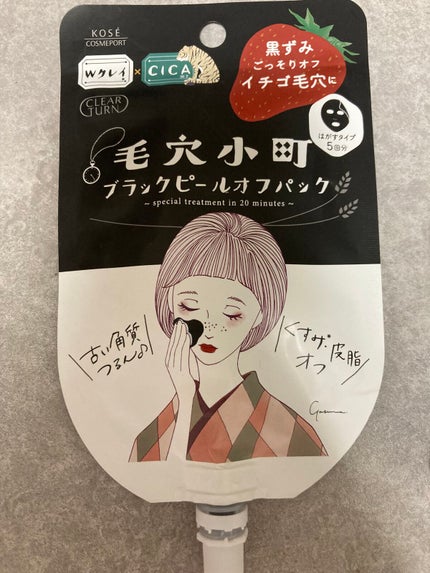 KOSÉ
COSMEPORT
Wクレイ × CICA
CLEAR
TURN
黒ずみ
ごっそりオフ
イチゴ毛穴に
はがすタイプ
5回分
毛穴小町
ブラックピールオフパック
~ special treatment in 20 minutes ~
古い角質
つるん♪
くすみ・皮脂
オフ